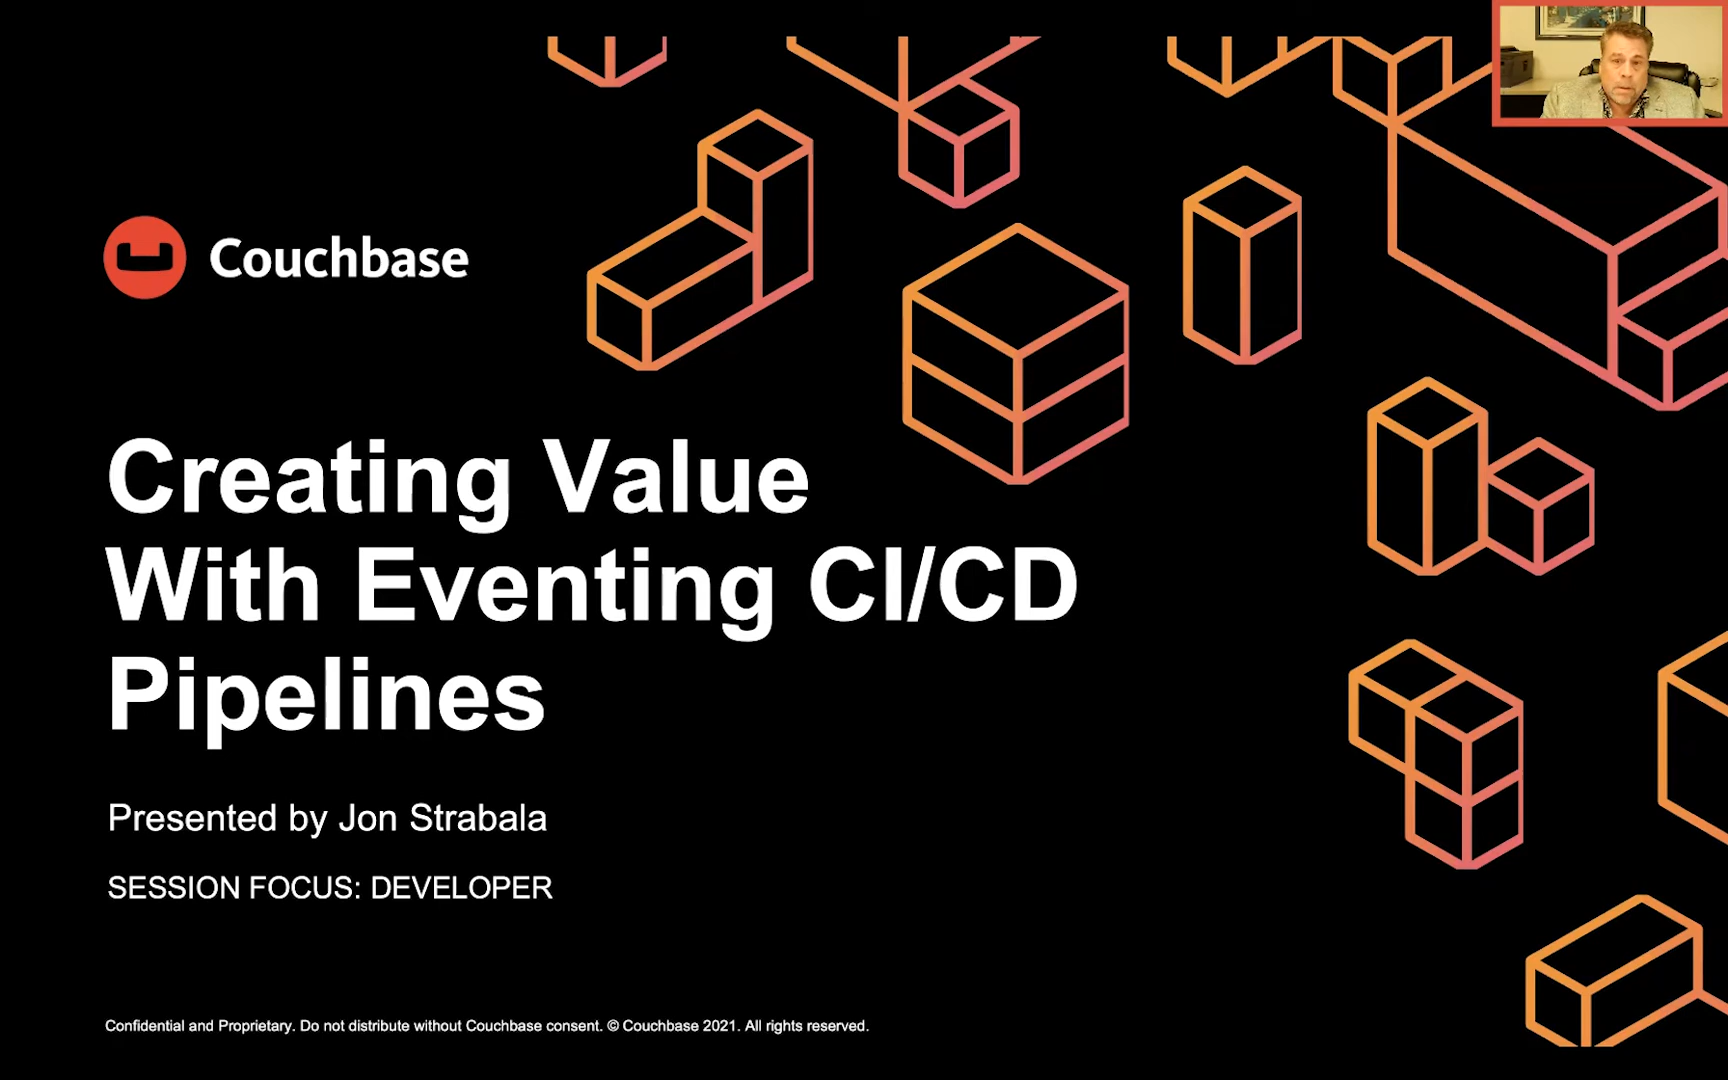 Couchbase
Creating Value
With Eventing CI/CD
Pipelines
Presented by Jon Strabala
SESSION FOCUS: DEVELOPER
Confidential and Proprietary. Do not distribute without Couchbase consent. © Couchbase 2021. All rights reserved.